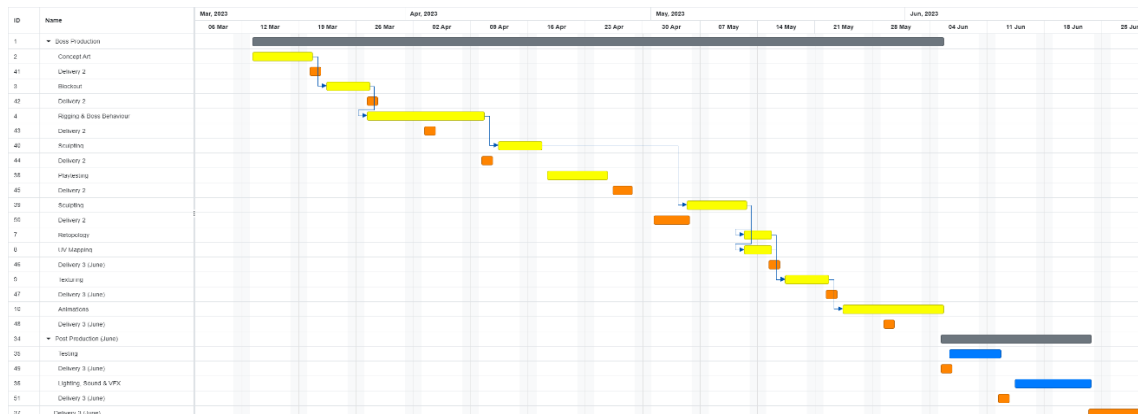 Mar, 2023 Apr, 2023 May, 2023 Jun, 2023
ID Name
06 Mar 12 Mar 19 Mar 26 Mar 02 Apr 09 Apr 16 Apr 23 Apr 30 Apr 07 May 14 May 21 May 28 May 04 Jun 11 Jun 18 Jun 25 Jun
1 Boss Production
2 Concept Art
41 Delivery 2
3 Blockout
42 Delivery 2
4 Rigging & Boss Behaviour
43 Delivery 2
40 Sculpting
44 Delivery 2
Playtesting
45 Delivery 2
39 Sculpting
50 Delivery 2
7 Retopology
UV Mapping
46 Delivery 3 (June)
Texturing
47 Delivery 3 (June)
10 Animations
48 Delivery 3 (June)
34 Post Production (June)
35 Testing
49 Delivery 3 (June)
Lighting, Sound & VFX
51 Delivery 3 (June)
37 Delivery 3 (June)